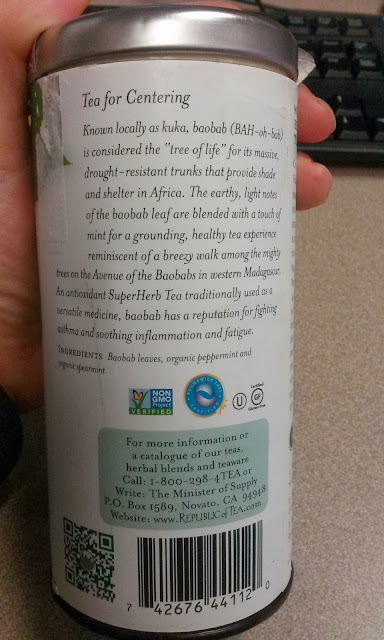 Tea for Centering
Known locally as kuka, baobab (BAH-oh-bab)
is considered the "tree of life" for its massive,
drought-resistant trunks that provide shade
and shelter in Africa. The earthy, light notes
of the baobab leaf are blended with a touch of
mint for a grounding, healthy tea experience
reminiscent of a breezy walk among the mighty
trees on the Avenue of the Baobabs in western Madagascar.
An antioxidant SuperHerb Tea traditionally used as a
versatile medicine, baobab has a reputation for fighting
asthma and soothing inflammation and fatigue.
INGREDIENTS Baobab leaves, organic peppermint and
organic spearmint
NON
GMO
Project
VERIFIED
Certified
U
GF
Gluten-Free
For more information or
a catalogue of our teas,
herbal blends and teaware
Call: 1-800-298-4TEA or
Write: The Minister of Supply
P.O. Box 1589, Novato, CA 94948
Website: www.REPUBLICofTEA.com
7 42676 44112 0